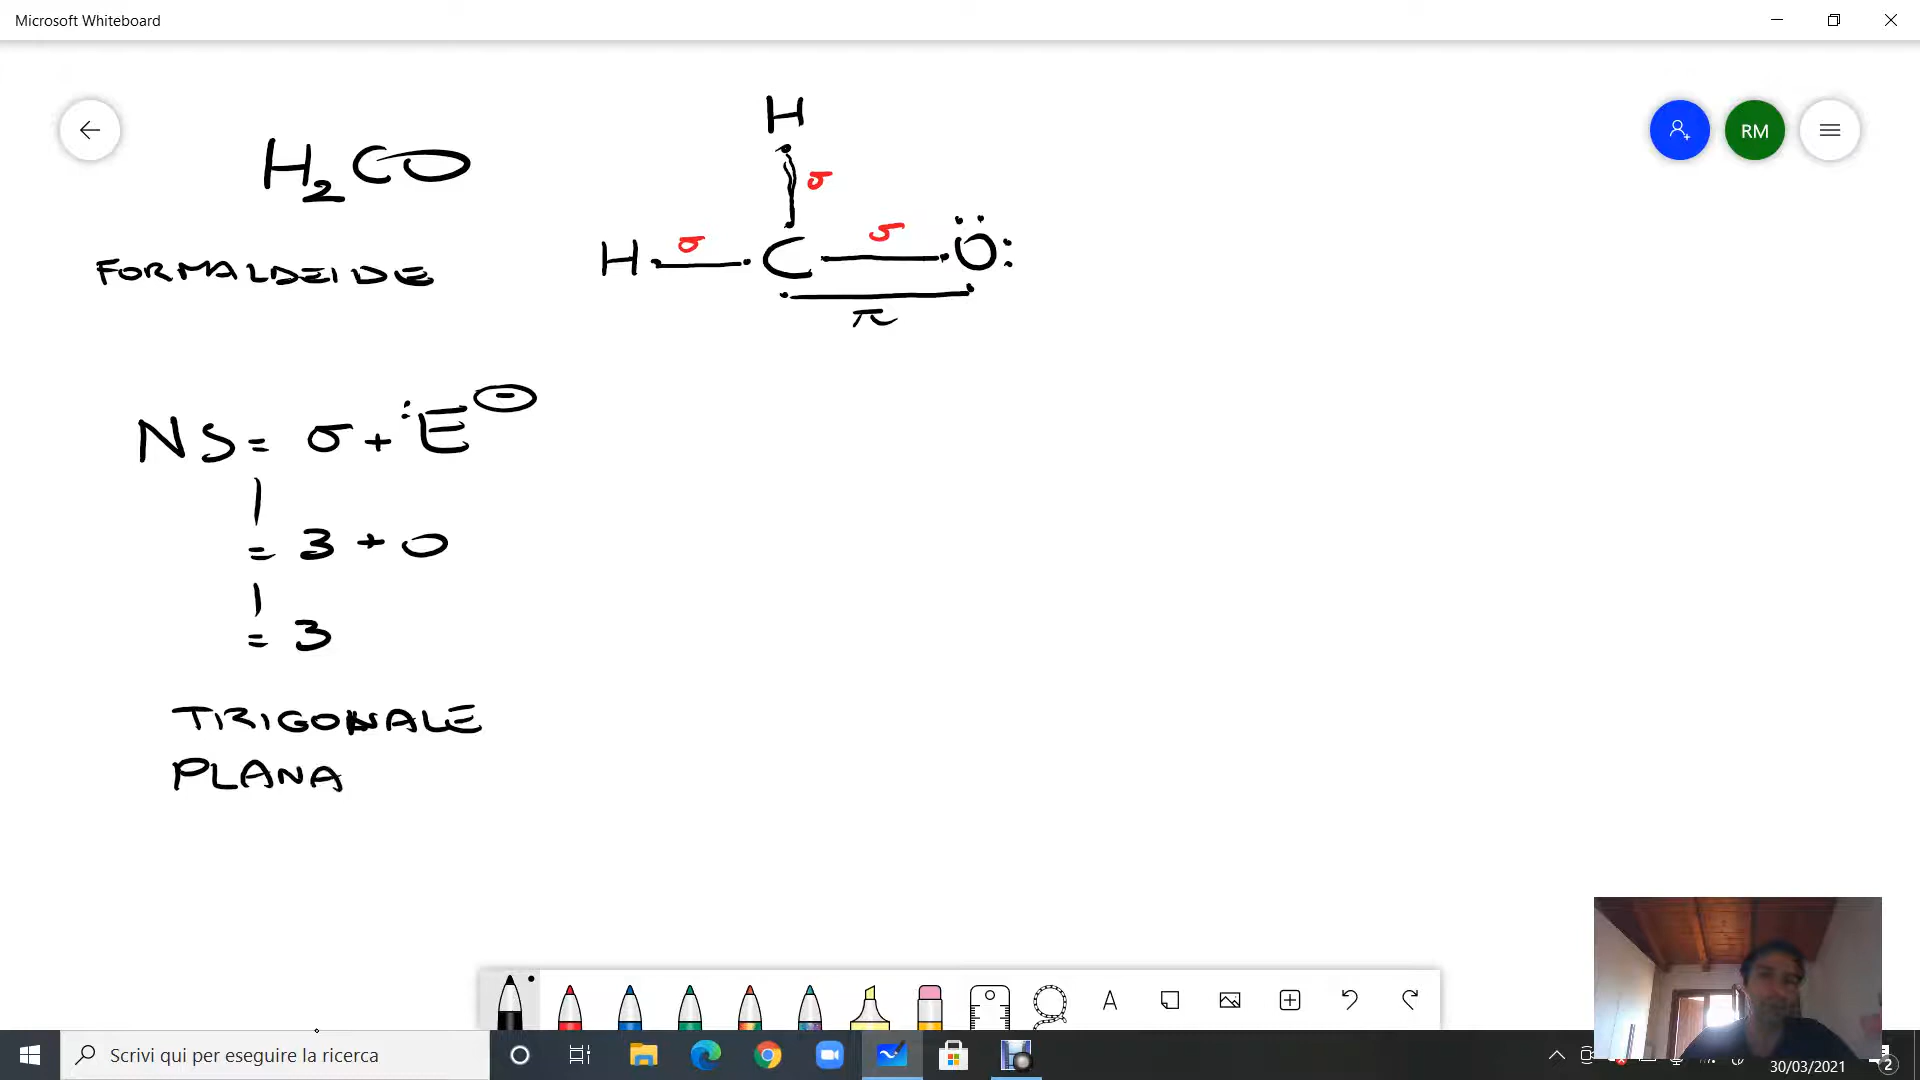 Microsoft Whiteboard
H₂CO
FORMALDEIDE
H
σ
H σ C σ O
π
RM
NS = σ + :E⊖
= 3 + 0
= 3
TRIGONALE
PLANA
A
Scrivi qui per eseguire la ricerca
30/03/2021
2